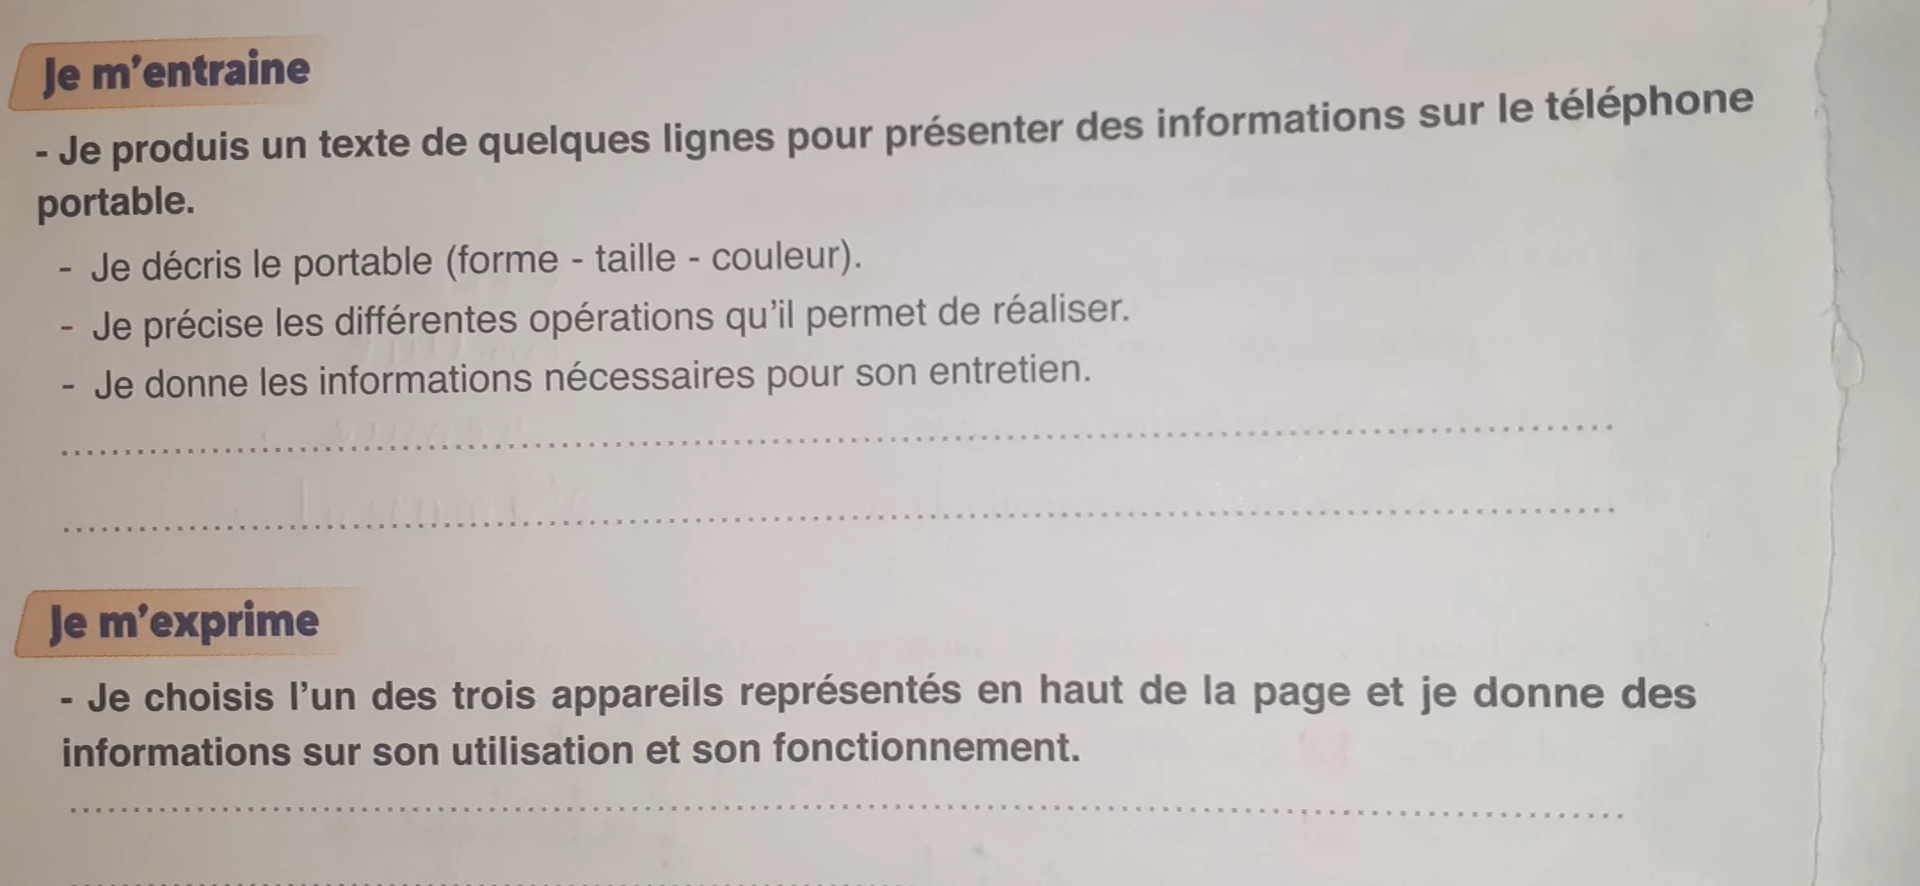 Je m'entraine
- Je produis un texte de quelques lignes pour présenter des informations sur le téléphone
portable.
- Je décris le portable (forme - taille - couleur).
- Je précise les différentes opérations qu'il permet de réaliser.
- Je donne les informations nécessaires pour son entretien.
Je m'exprime
- Je choisis l'un des trois appareils représentés en haut de la page et je donne des
informations sur son utilisation et son fonctionnement.